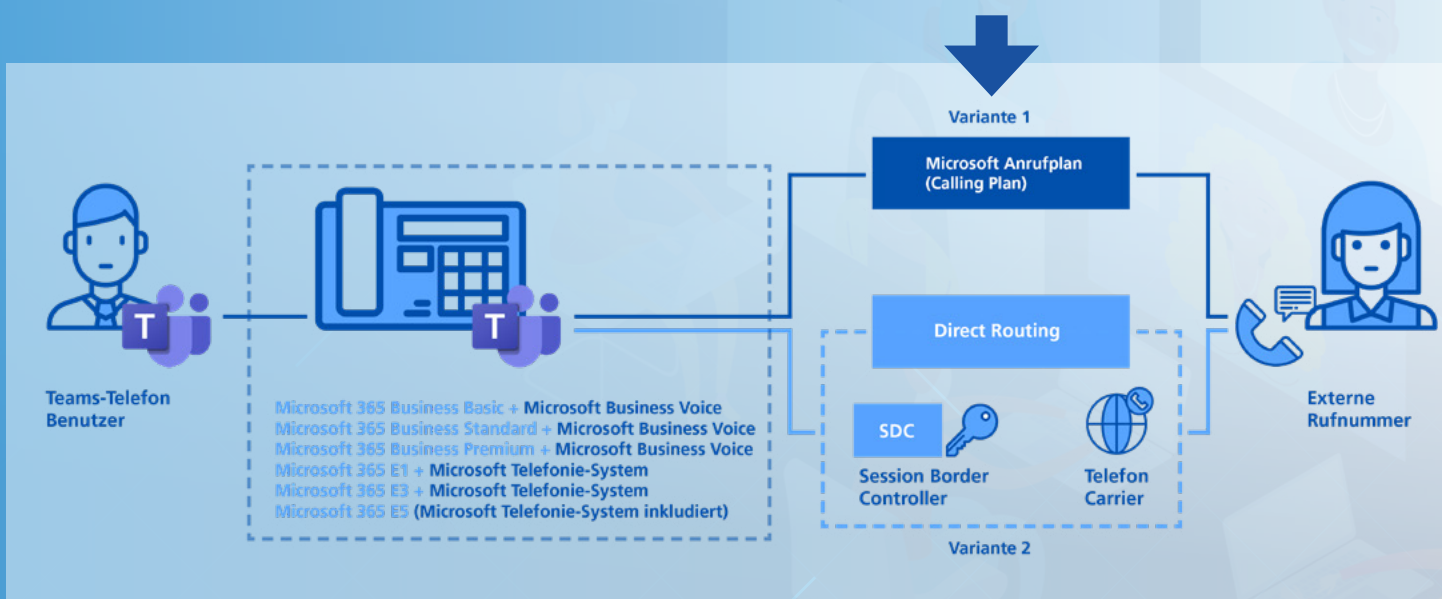 Variante 1
Microsoft Anrufplan
(Calling Plan)
T
T
Direct Routing
Teams-Telefon
Benutzer
Microsoft 365 Business Basic + Microsoft Business Voice
Microsoft 365 Business Standard + Microsoft Business Voice
Microsoft 365 Business Premium + Microsoft Business Voice
Microsoft 365 E1 + Microsoft Telefonie-System
Microsoft 365 E3 + Microsoft Telefonie-System
Microsoft 365 E5 (Microsoft Telefonie-System inkludiert)
SDC
Session Border
Controller
Telefon
Carrier
Externe
Rufnummer
Variante 2